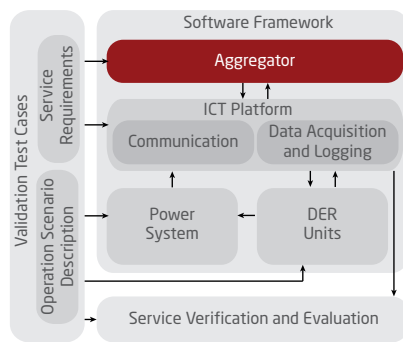 Validation Test Cases
Service
Requirements
Operation Scenario
Description
Software Framework
Aggregator
ICT Platform
Communication
Data Acquisition
and Logging
Power
System
DER
Units
Service Verification and Evaluation